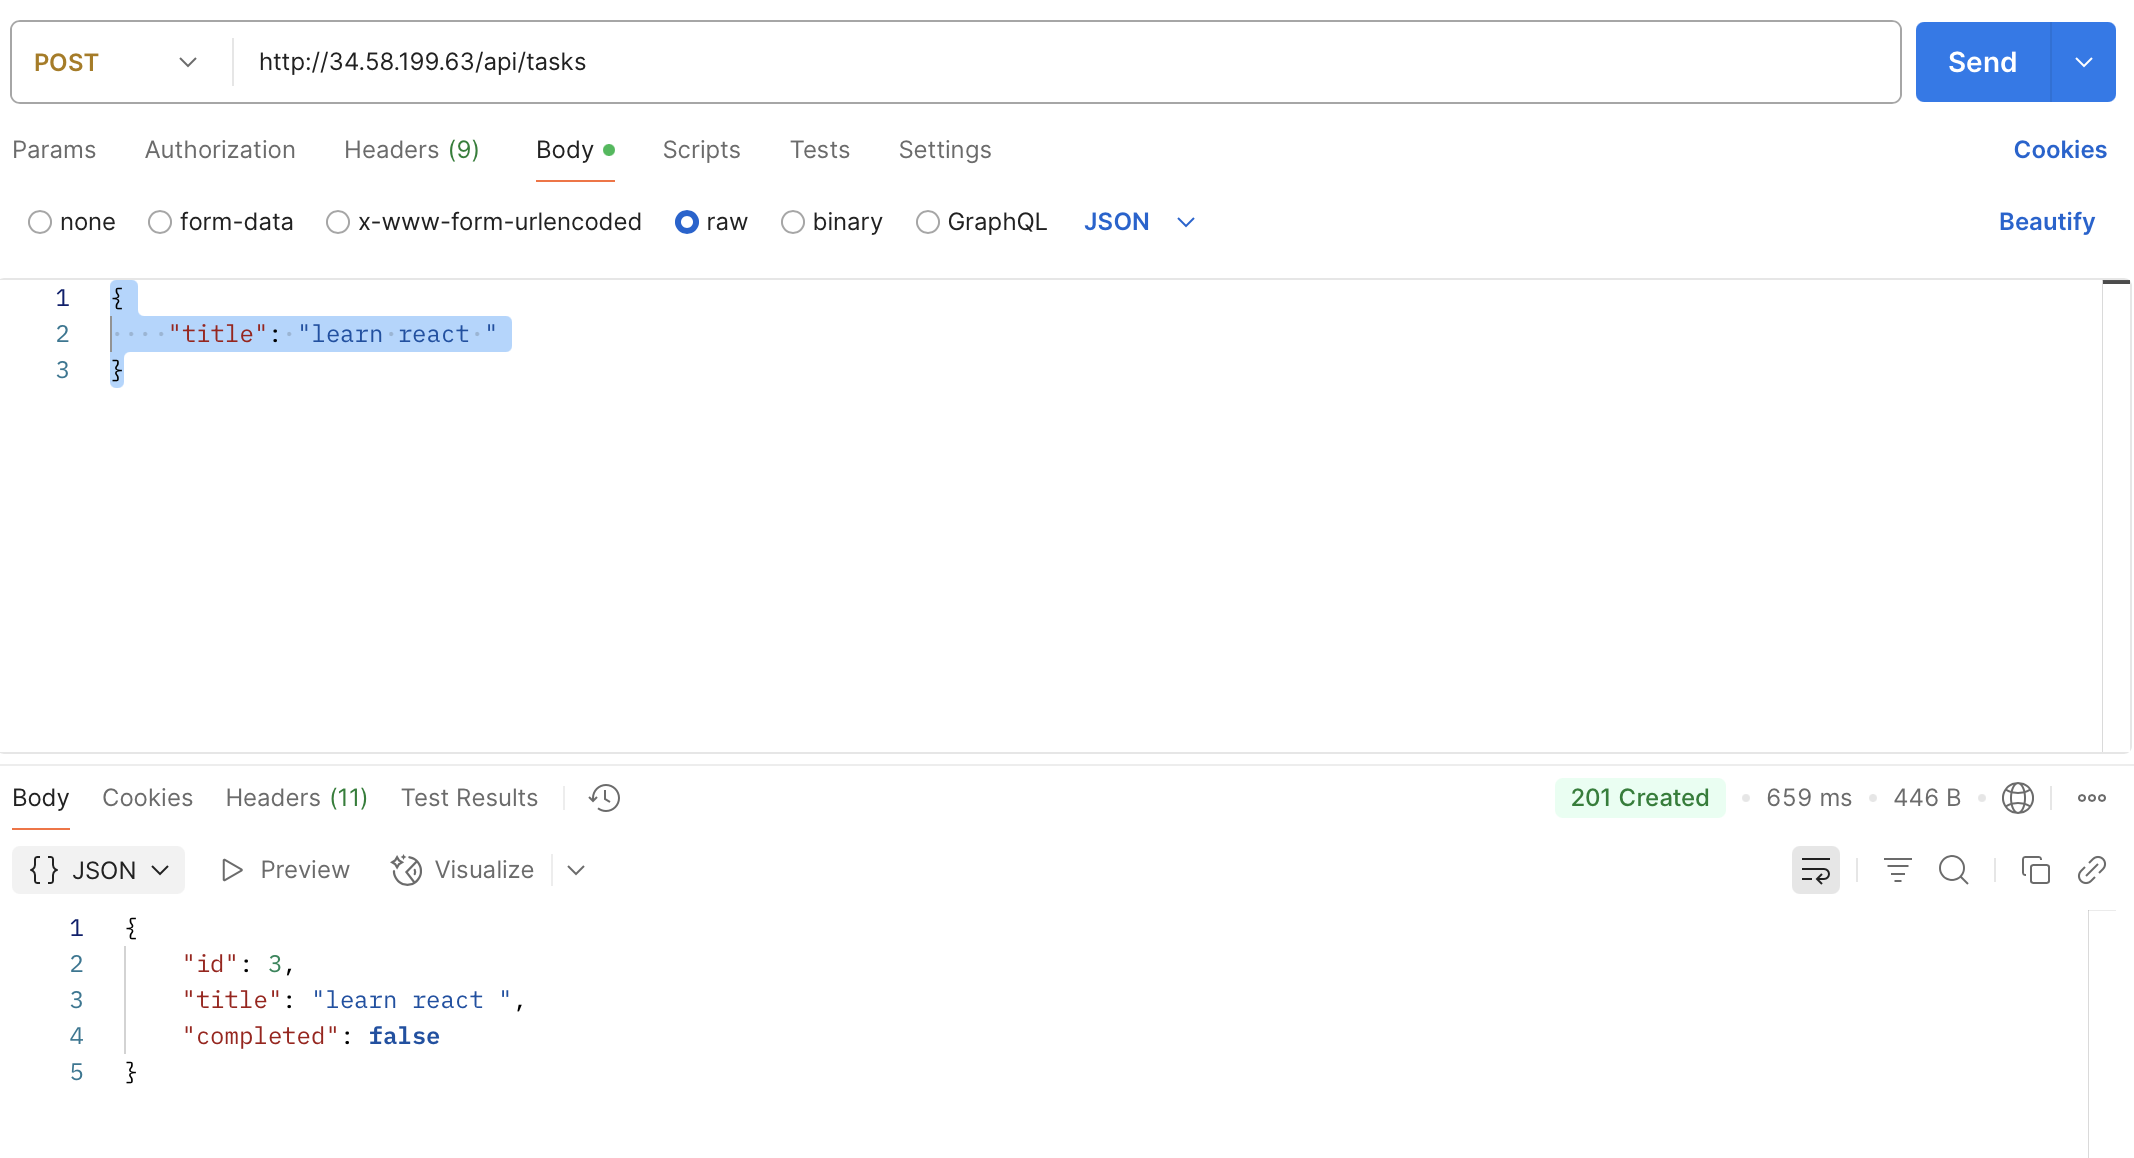 POST http://34.58.199.63/api/tasks Send
Params Authorization Headers (9) Body Scripts Tests Settings Cookies
none form-data x-www-form-urlencoded raw binary GraphQL JSON Beautify
1 {
2 "title": "learn react "
3 }
Body Cookies Headers (11) Test Results 201 Created 659 ms 446 B
{} JSON Preview Visualize
1 {
2 "id": 3,
3 "title": "learn react ",
4 "completed": false
5 }